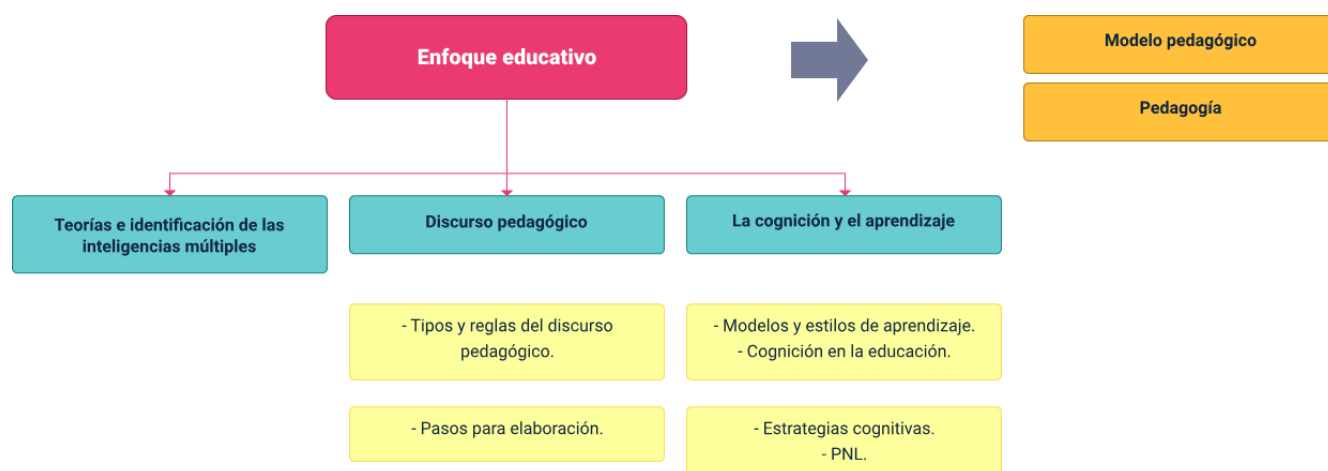 Enfoque educativo
Modelo pedagógico
Pedagogía
Teorías e identificación de las
inteligencias múltiples
Discurso pedagógico
La cognición y el aprendizaje
- Tipos y reglas del discurso
pedagógico.
- Modelos y estilos de aprendizaje.
- Cognición en la educación.
- Pasos para elaboración.
- Estrategias cognitivas.
- PNL.